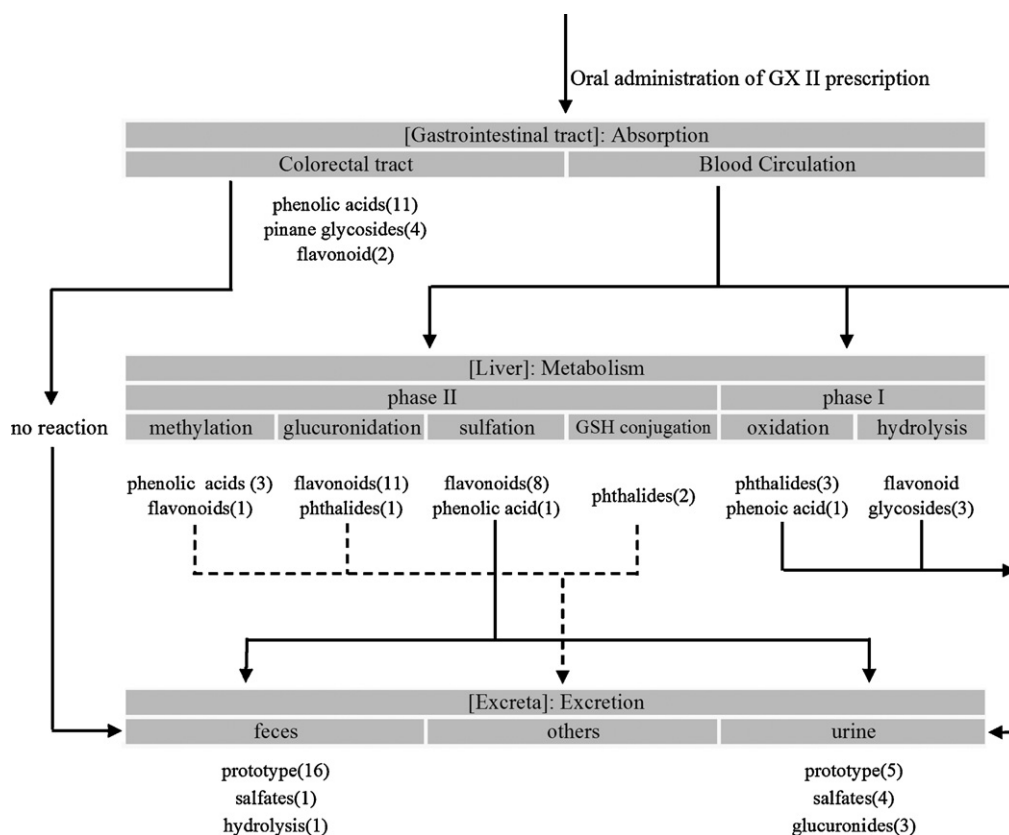 Oral administration of GX II prescription
[Gastrointestinal tract]: Absorption
Colorectal tract
Blood Circulation
phenolic acids(11)
pinane glycosides(4)
flavonoid(2)
[Liver]: Metabolism
phase II
phase I
no reaction
methylation
glucuronidation
sulfation
GSH conjugation
oxidation
hydrolysis
phenolic acids (3)
flavonoids(1)
flavonoids(11)
phthalides(1)
flavonoids(8)
phenolic acid(1)
phthalides(2)
phthalides(3)
phenoic acid(1)
flavonoid
glycosides(3)
[Excreta]: Excretion
feces
others
urine
prototype(16)
salfates(1)
hydrolysis(1)
prototype(5)
salfates(4)
glucuronides(3)